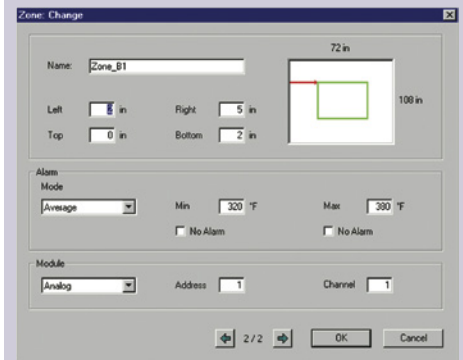 Zone: Change
72 in
Name: Zone_B1
108 in
Left in Right 5 in
Top 0 in Bottom 2 in
Alarm
Mode
Average Min 320 °F Max 380 °F
No Alarm No Alarm
Module
Analog Address 1 Channel 1
2/2 OK Cancel